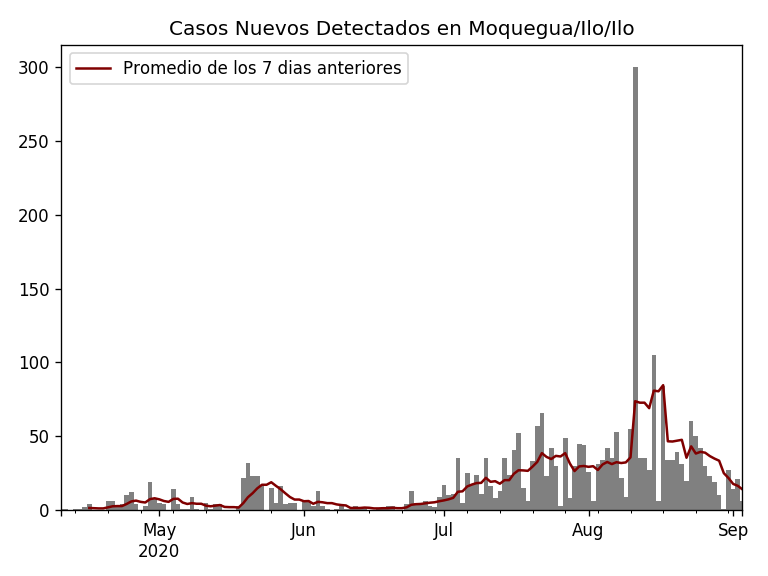 Casos Nuevos Detectados en Moquegua/Ilo/Ilo
Promedio de los 7 dias anteriores
300
250
200
150
100
50
0
May Jun Jul Aug Sep
2020